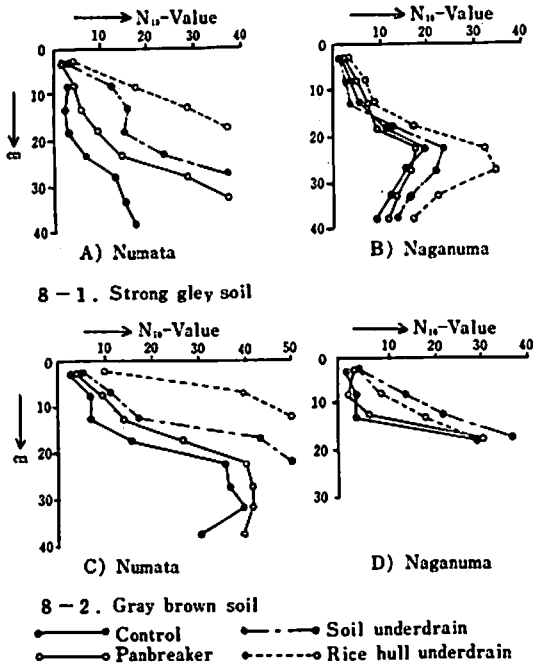 →N₁₀-Value →N₁₀-Value
10 20 30 40 10 20 30 40
0 0
10 10
20 20
30 30
40 40
A) Numata B) Naganuma
8-1. Strong gley soil
→N₁₀-Value →N₁₀-Value
10 20 30 40 50 10 20 30 40
0 0
10 10
20 20
30 30
40
C) Numata D) Naganuma
8-2. Gray brown soil
Control Soil underdrain
Panbreaker Rice hull underdrain